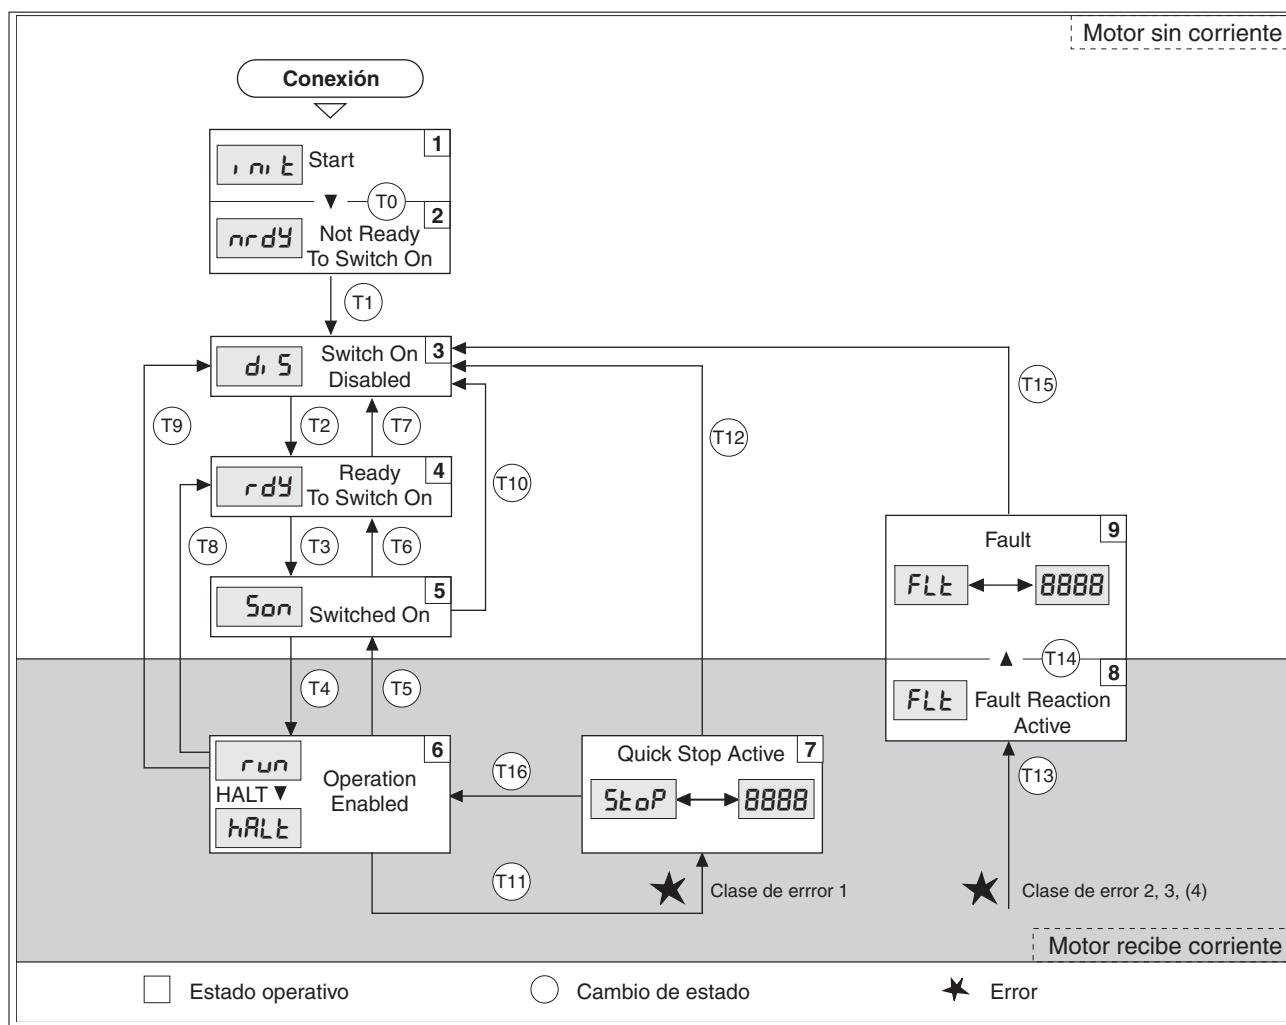 Motor sin corriente
Conexión
1
init Start
T0
2
nrdy Not Ready
To Switch On
T1
3
diS Switch On
Disabled
T9
T2
T7
T15
T12
4
rdy Ready
To Switch On
T10
T8
T3
T6
5
Son Switched On
9
Fault
FLt 8888
T14
8
FLt Fault Reaction
Active
T4
T5
6
run
HALT
hALt
Operation
Enabled
T16
7
Quick Stop Active
StoP 8888
T13
T11
Clase de errror 1
Clase de error 2, 3, (4)
Motor recibe corriente
Estado operativo
Cambio de estado
Error